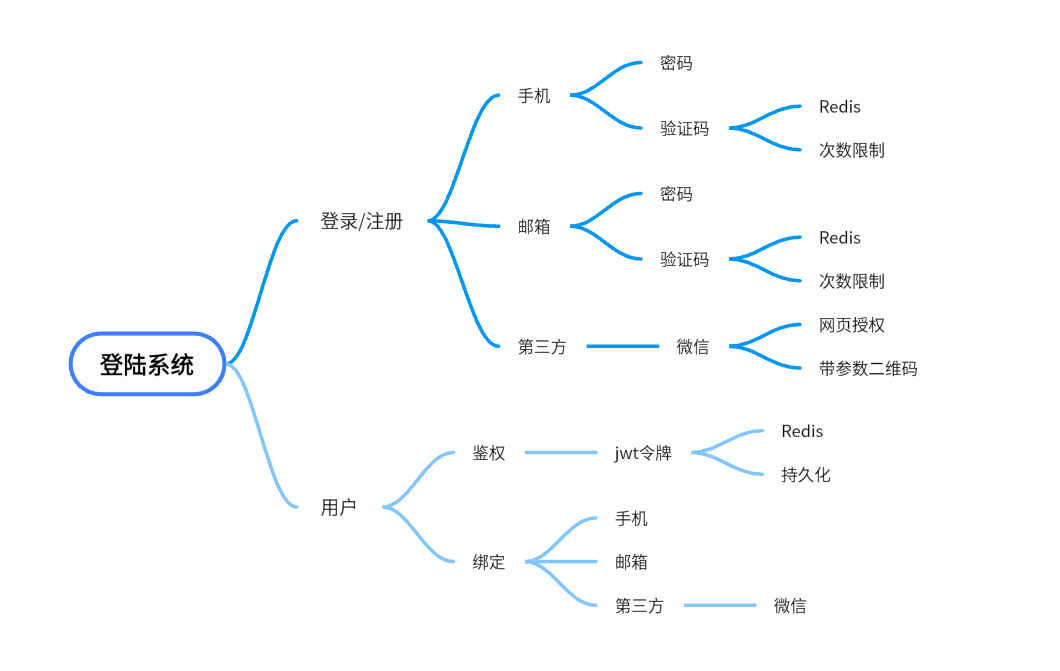 登陆系统
登录/注册
手机
密码
验证码
Redis
次数限制
邮箱
密码
验证码
Redis
次数限制
第三方
微信
网页授权
带参数二维码
用户
鉴权
jwt令牌
Redis
持久化
绑定
手机
邮箱
第三方
微信